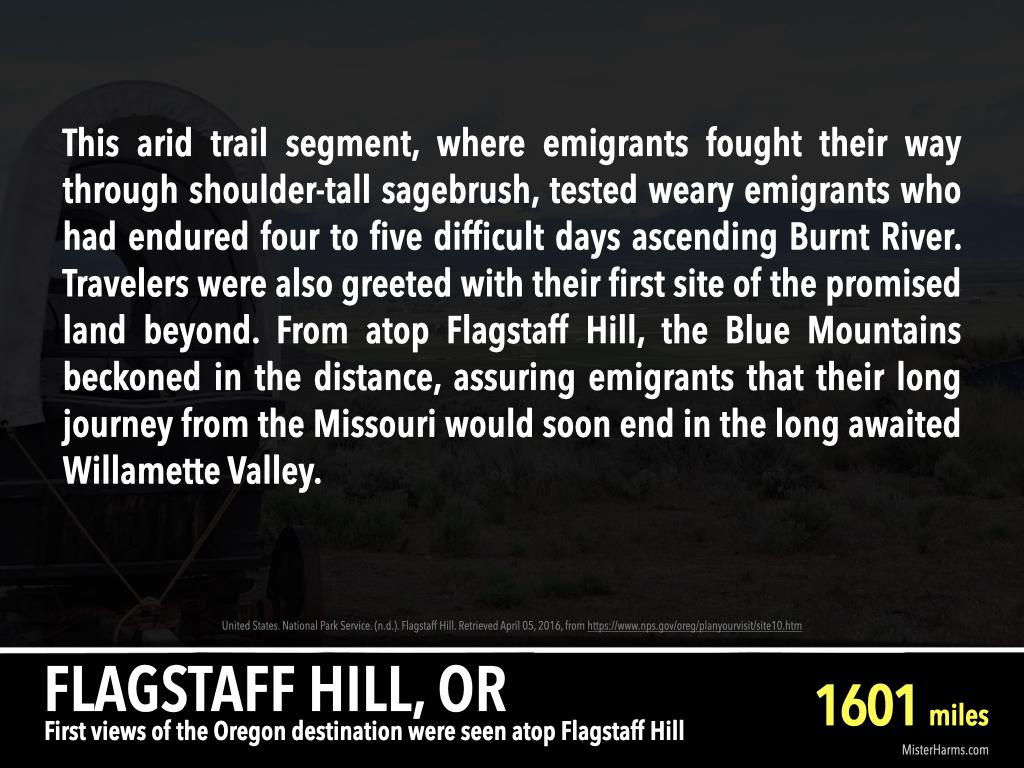 This arid trail segment, where emigrants fought their way
through shoulder-tall sagebrush, tested weary emigrants who
had endured four to five difficult days ascending Burnt River.
Travelers were also greeted with their first site of the promised
land beyond. From atop Flagstaff Hill, the Blue Mountains
beckoned in the distance, assuring emigrants that their long
journey from the Missouri would soon end in the long awaited
Willamette Valley.
United States. National Park Service. (n.d.). Flagstaff Hill. Retrieved April 05, 2016, from https://www.nps.gov/oreg/planyourvisit/site10.htm
FLAGSTAFF HILL, OR
First views of the Oregon destination were seen atop Flagstaff Hill
1601 miles
MisterHarms.com